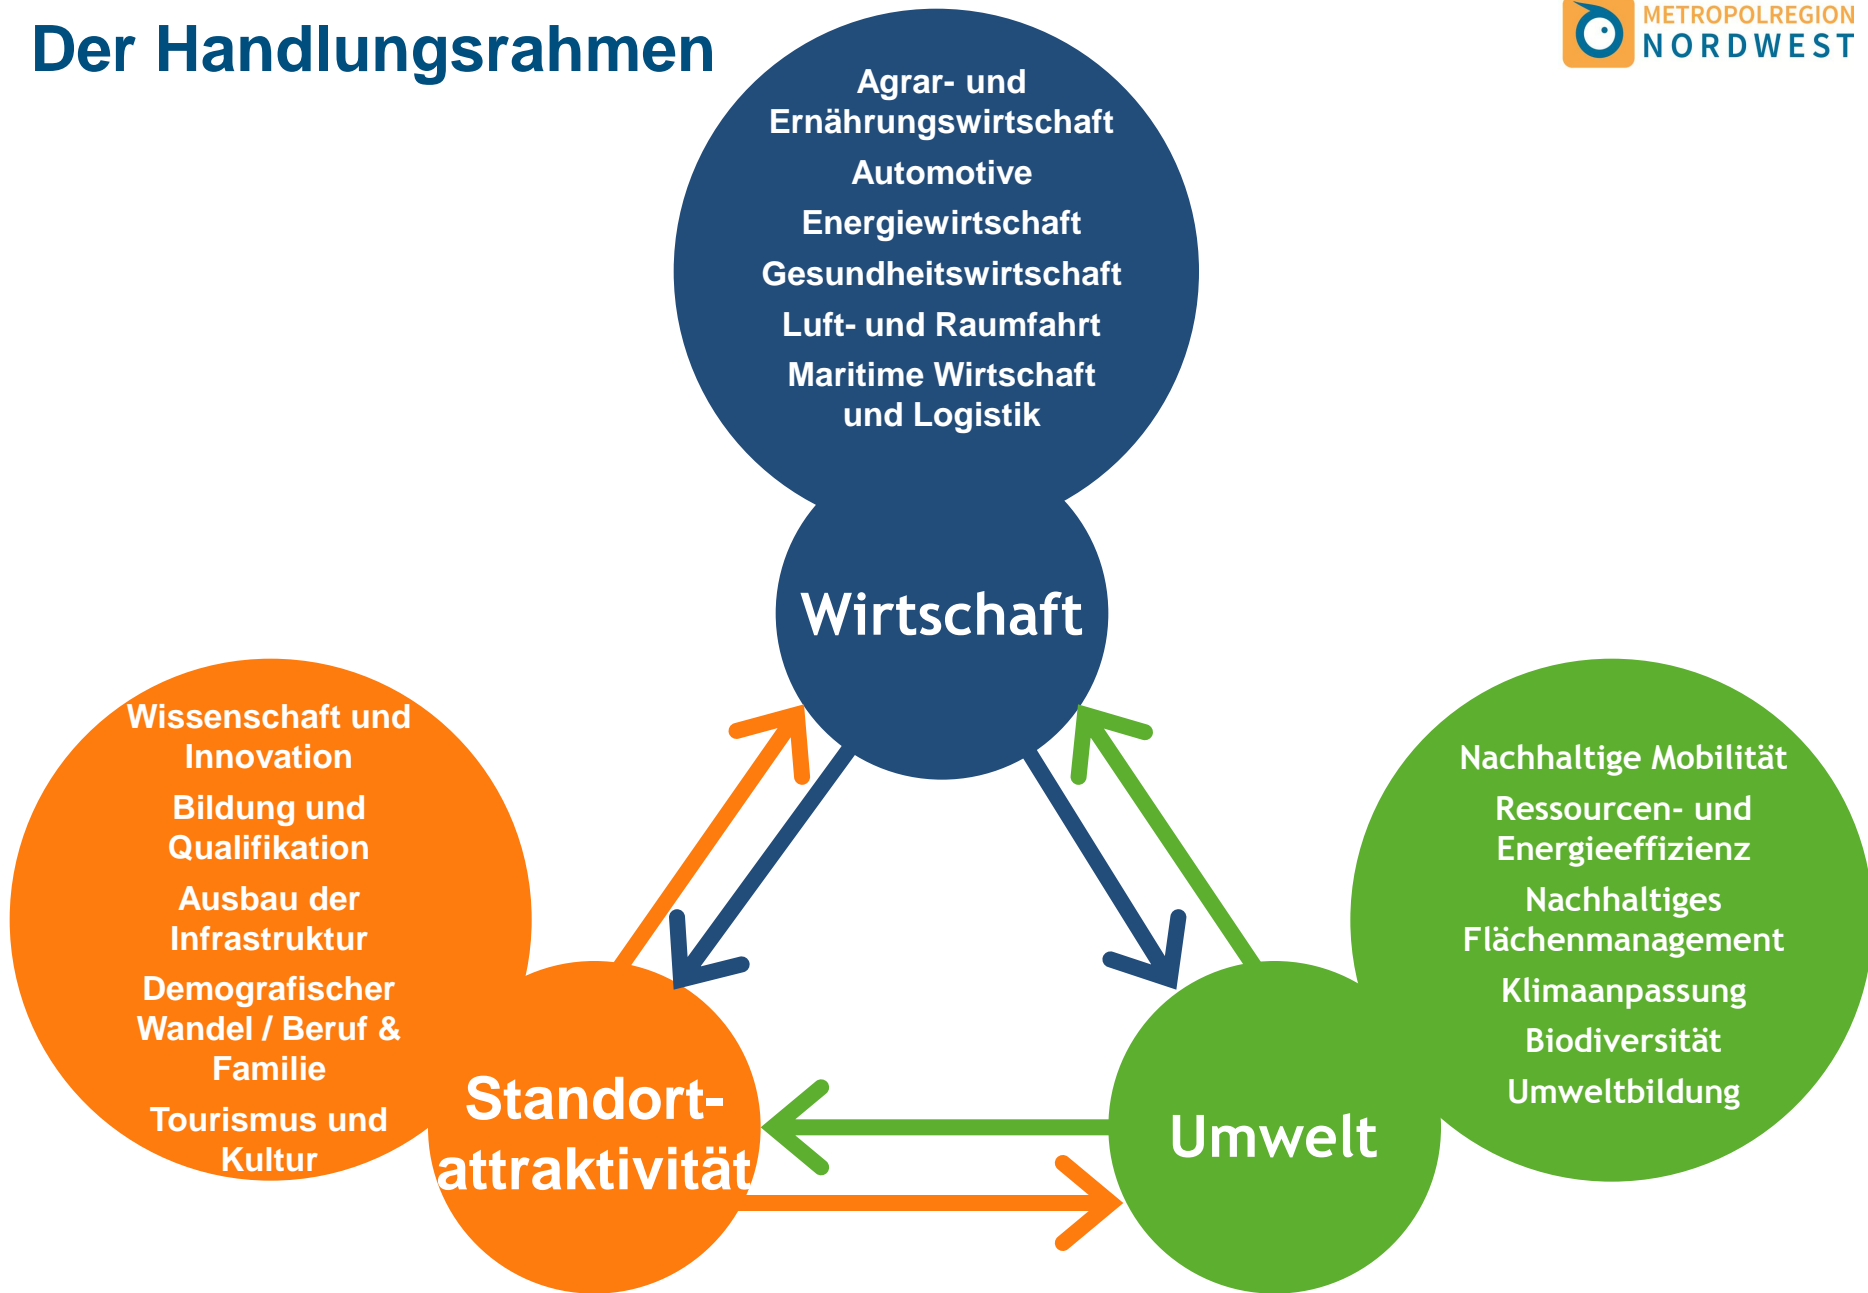 Der Handlungsrahmen
METROPOLREGION
NORDWEST
Agrar- und
Ernährungswirtschaft
Automotive
Energiewirtschaft
Gesundheitswirtschaft
Luft- und Raumfahrt
Maritime Wirtschaft
und Logistik
Wirtschaft
Wissenschaft und
Innovation
Bildung und
Qualifikation
Ausbau der
Infrastruktur
Demografischer
Wandel / Beruf &
Familie
Tourismus und
Kultur
Standort-
attraktivität
Nachhaltige Mobilität
Ressourcen- und
Energieeffizienz
Nachhaltiges
Flächenmanagement
Klimaanpassung
Biodiversität
Umweltbildung
Umwelt